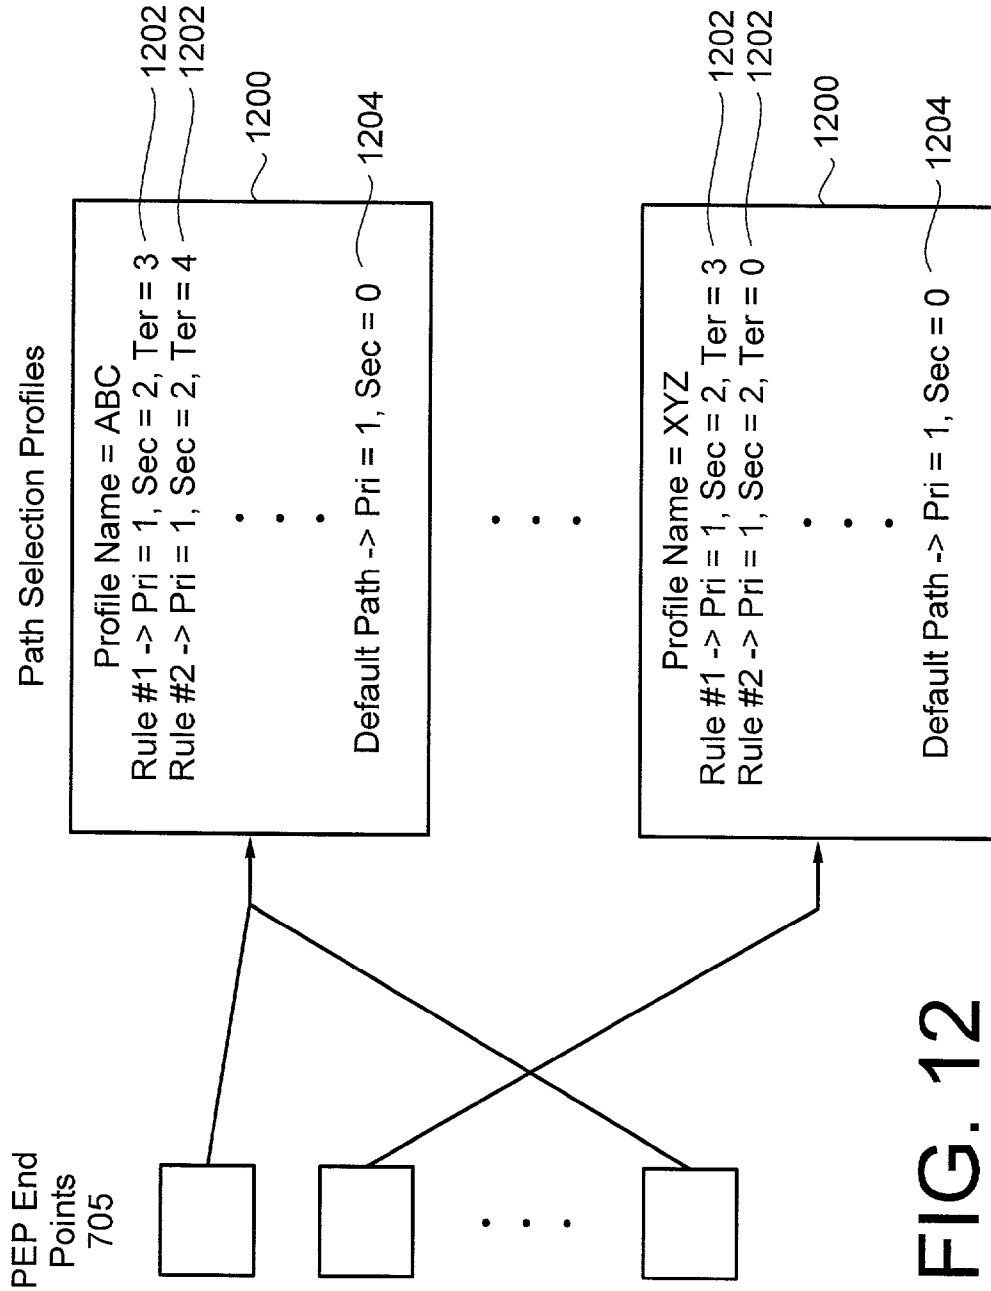 Path Selection Profiles
PEP End
Points
705
Profile Name = ABC
Rule #1 -> Pri = 1, Sec = 2, Ter = 3
1202
Rule #2 -> Pri = 1, Sec = 2, Ter = 4
1202
1200
Default Path -> Pri = 1, Sec = 0
1204
Profile Name = XYZ
Rule #1 -> Pri = 1, Sec = 2, Ter = 3
1202
Rule #2 -> Pri = 1, Sec = 2, Ter = 0
1202
1200
Default Path -> Pri = 1, Sec = 0
1204
FIG. 12